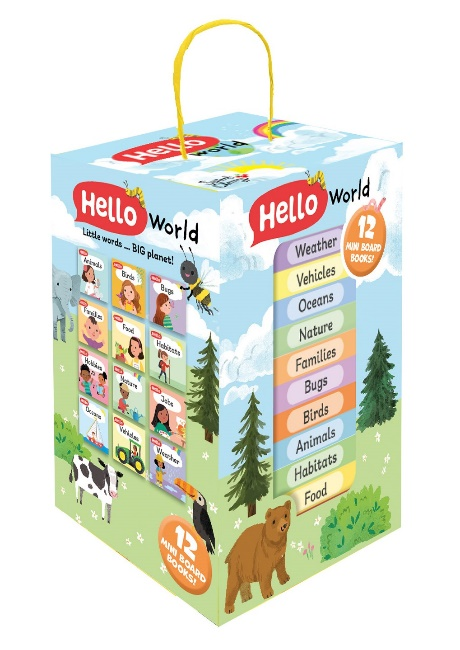 Hello
World
Hello World
Little words ... BIG planet!
Animals
Birds
Bugs
Families
Food
Habitats
Hobbies
Nature
Jobs
Oceans
Vehicles
Weather
12
MINI BOARD
BOOKS!
Hello World
12
MINI BOARD
BOOKS!
Weather
Vehicles
Oceans
Nature
Families
Bugs
Birds
Animals
Habitats
Food